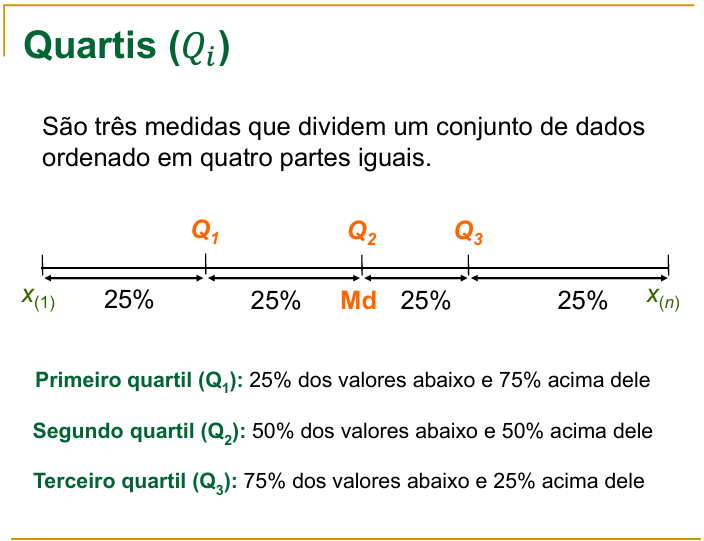 Quartis (Qi)
São três medidas que dividem um conjunto de dados
ordenado em quatro partes iguais.
Q1 Q2 Q3
x(1) 25% 25% Md 25% 25% x(n)
Primeiro quartil (Q1): 25% dos valores abaixo e 75% acima dele
Segundo quartil (Q2): 50% dos valores abaixo e 50% acima dele
Terceiro quartil (Q3): 75% dos valores abaixo e 25% acima dele